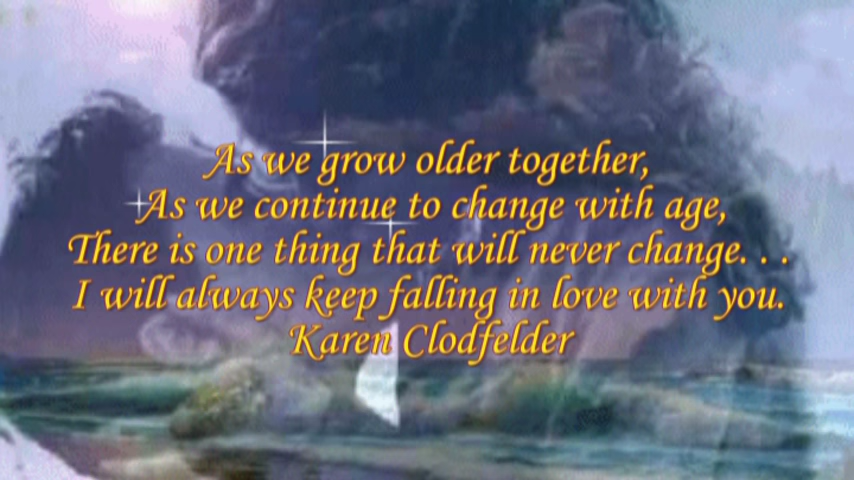 As we grow older together,
As we continue to change with age,
There is one thing that will never change. . .
I will always keep falling in love with you.
Karen Clodfelder